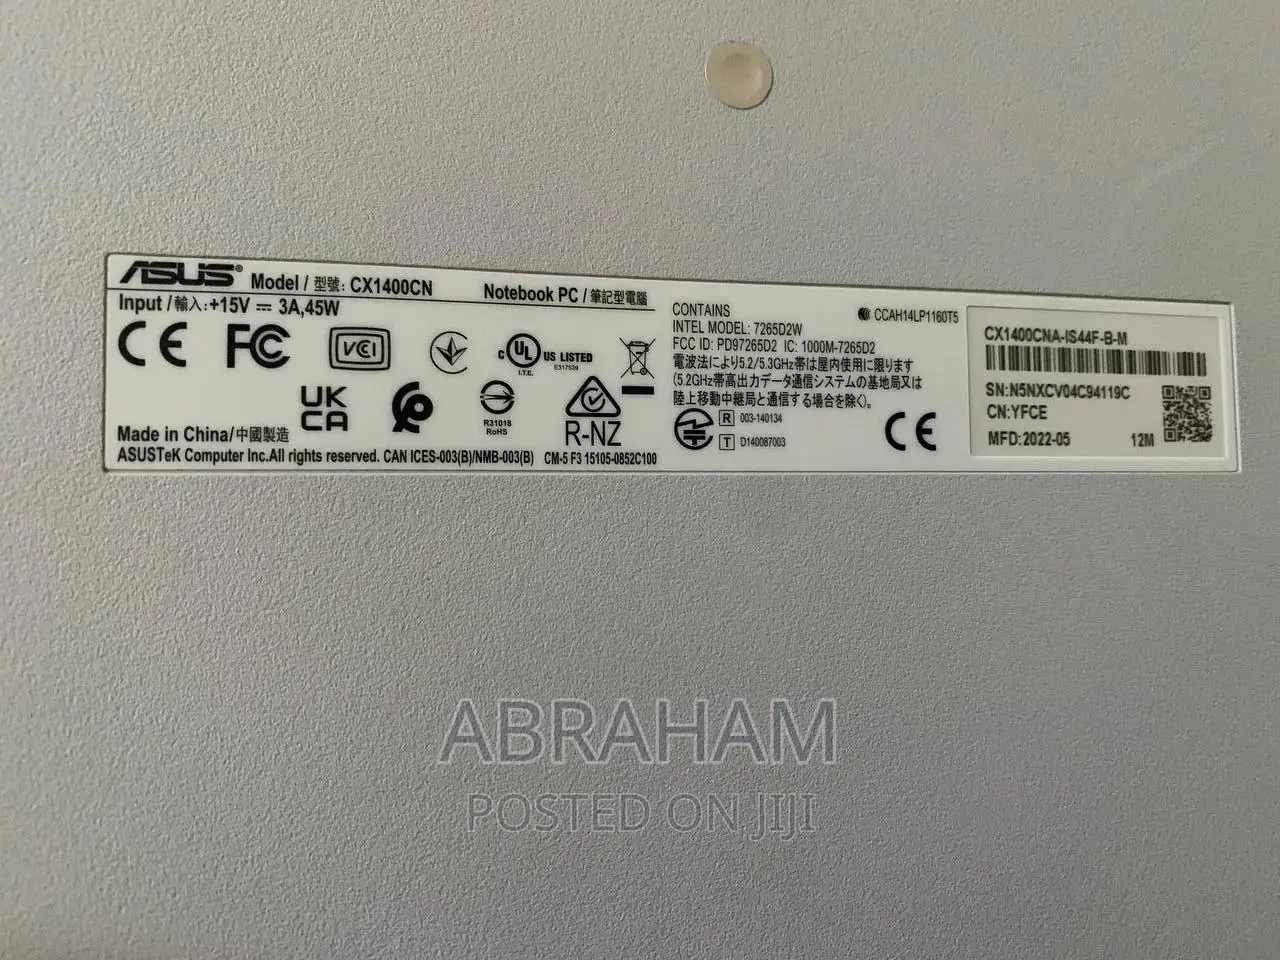 ASUS® Model / 型號: CX1400CN Notebook PC / 筆記型電腦
Input / 輸入:+15V ⎓ 3A,45W
CE FC VCCI c UL US LISTED
I.T.E. E317539
UK
CA
R31018
RoHS
R-NZ
Made in China/中國製造
ASUSTeK Computer Inc.All rights reserved. CAN ICES-003(B)/NMB-003(B) CM-5 F3 15105-0852C100
CONTAINS
CCAH14LP1160T5
INTEL MODEL: 7265D2W
FCC ID: PD97265D2 IC: 1000M-7265D2
電波法により5.2/5.3GHz帯は屋内使用に限ります
(5.2GHz帯高出力データ通信システムの基地局又は
陸上移動中継局と通信する場合を除く)。
R 003-140134
T D140087003
CE
CX1400CNA-IS44F-B-M
SN:N5NXCV04C94119C
CN:YFCE
MFD:2022-05 12M
ABRAHAM
POSTED ON JIJI